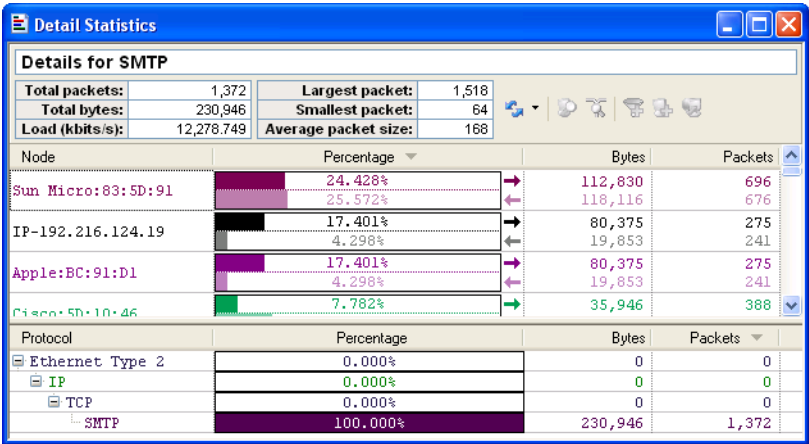 Detail Statistics
Details for SMTP
Total packets: 1,372 Largest packet: 1,518
Total bytes: 230,946 Smallest packet: 64
Load (kbits/s): 12,278.749 Average packet size: 168
Node Percentage Bytes Packets
24.428% 112,830 696
Sun Micro:83:5D:91
25.572% 118,116 676
17.401% 80,375 275
IP-192.216.124.19
4.298% 19,853 241
17.401% 80,375 275
Apple:BC:91:D1
4.298% 19,853 241
7.782% 35,946 388
Cisco:5D:10:46
Protocol Percentage Bytes Packets
Ethernet Type 2 0.000% 0 0
IP 0.000% 0 0
TCP 0.000% 0 0
SMTP 100.000% 230,946 1,372